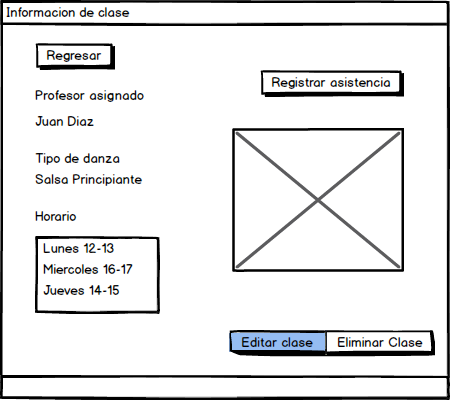 Informacion de clase
Regresar
Registrar asistencia
Profesor asignado
Juan Diaz
Tipo de danza
Salsa Principiante
Horario
Lunes 12-13
Miercoles 16-17
Jueves 14-15
Editar clase
Eliminar Clase